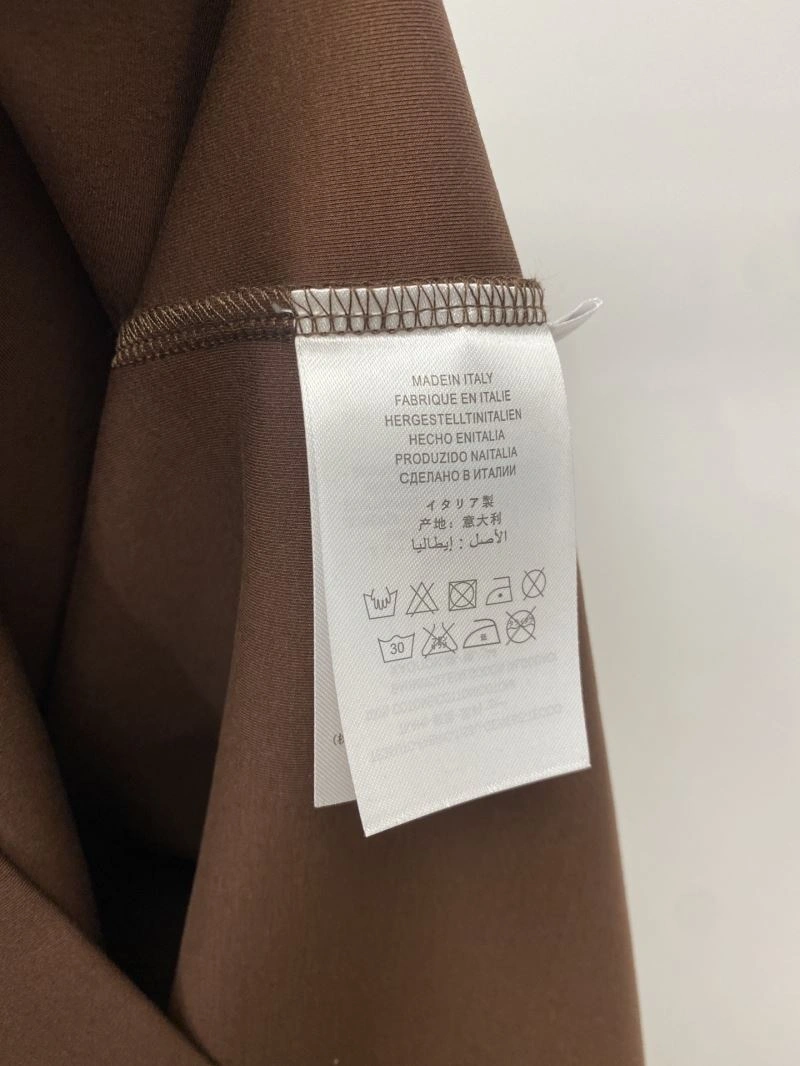 MADEIN ITALY
FABRIQUE EN ITALIE
HERGESTELLTINITALIEN
HECHO ENITALIA
PRODUZIDO NAITALIA
СДЕЛАНО В ИТАЛИИ
イタリア製
产地：意大利
الأصل : إيطاليا
30